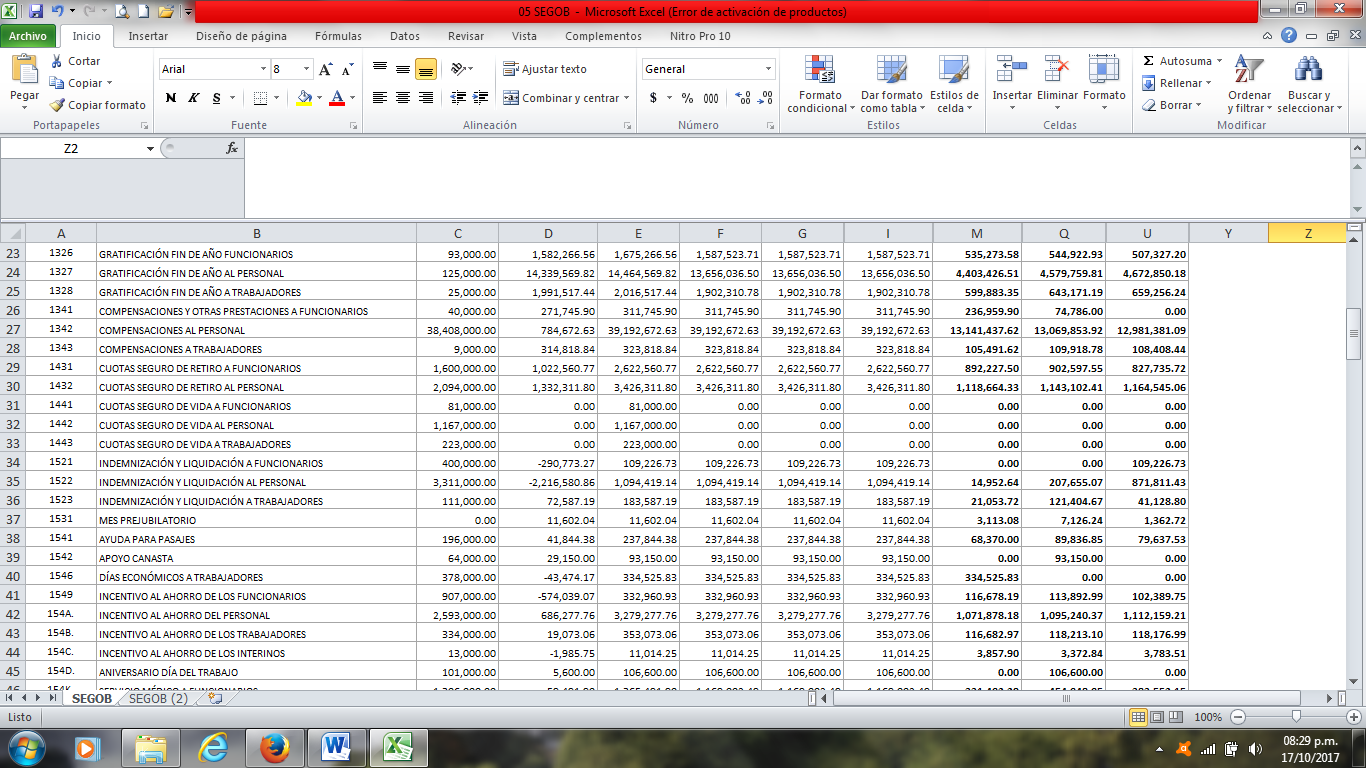 05 SEGOB - Microsoft Excel (Error de activación de productos)
Archivo Inicio Insertar Diseño de página Fórmulas Datos Revisar Vista Complementos Nitro Pro 10
Pegar
Cortar
Copiar
Copiar formato
Portapapeles
Arial 8
N K S
Fuente
Ajustar texto
Combinar y centrar
Alineación
General
$ % 000
Número
Formato condicional
Dar formato como tabla
Estilos de celda
Estilos
Insertar Eliminar Formato
Celdas
Σ Autosuma
Rellenar
Borrar
Ordenar y filtrar
Buscar y seleccionar
Modificar
Z2 fx
A B C D E F G I M Q U Y Z
23 1326 GRATIFICACIÓN FIN DE AÑO FUNCIONARIOS 93,000.00 1,582,266.56 1,675,266.56 1,587,523.71 1,587,523.71 1,587,523.71 535,273.58 544,922.93 507,327.20
24 1327 GRATIFICACIÓN FIN DE AÑO AL PERSONAL 125,000.00 14,339,569.82 14,464,569.82 13,656,036.50 13,656,036.50 13,656,036.50 4,403,426.51 4,579,759.81 4,672,850.18
25 1328 GRATIFICACIÓN FIN DE AÑO A TRABAJADORES 25,000.00 1,991,517.44 2,016,517.44 1,902,310.78 1,902,310.78 1,902,310.78 599,883.35 643,171.19 659,256.24
26 1341 COMPENSACIONES Y OTRAS PRESTACIONES A FUNCIONARIOS 40,000.00 271,745.90 311,745.90 311,745.90 311,745.90 311,745.90 236,959.90 74,786.00 0.00
27 1342 COMPENSACIONES AL PERSONAL 38,408,000.00 784,672.63 39,192,672.63 39,192,672.63 39,192,672.63 39,192,672.63 13,141,437.62 13,069,853.92 12,981,381.09
28 1343 COMPENSACIONES A TRABAJADORES 9,000.00 314,818.84 323,818.84 323,818.84 323,818.84 323,818.84 105,491.62 109,918.78 108,408.44
29 1431 CUOTAS SEGURO DE RETIRO A FUNCIONARIOS 1,600,000.00 1,022,560.77 2,622,560.77 2,622,560.77 2,622,560.77 2,622,560.77 892,227.50 902,597.55 827,735.72
30 1432 CUOTAS SEGURO DE RETIRO AL PERSONAL 2,094,000.00 1,332,311.80 3,426,311.80 3,426,311.80 3,426,311.80 3,426,311.80 1,118,664.33 1,143,102.41 1,164,545.06
31 1441 CUOTAS SEGURO DE VIDA A FUNCIONARIOS 81,000.00 0.00 81,000.00 0.00 0.00 0.00 0.00 0.00 0.00
32 1442 CUOTAS SEGURO DE VIDA AL PERSONAL 1,167,000.00 0.00 1,167,000.00 0.00 0.00 0.00 0.00 0.00 0.00
33 1443 CUOTAS SEGURO DE VIDA A TRABAJADORES 223,000.00 0.00 223,000.00 0.00 0.00 0.00 0.00 0.00 0.00
34 1521 INDEMNIZACIÓN Y LIQUIDACIÓN A FUNCIONARIOS 400,000.00 -290,773.27 109,226.73 109,226.73 109,226.73 109,226.73 0.00 0.00 109,226.73
35 1522 INDEMNIZACIÓN Y LIQUIDACIÓN AL PERSONAL 3,311,000.00 -2,216,580.86 1,094,419.14 1,094,419.14 1,094,419.14 1,094,419.14 14,952.64 207,655.07 871,811.43
36 1523 INDEMNIZACIÓN Y LIQUIDACIÓN A TRABAJADORES 111,000.00 72,587.19 183,587.19 183,587.19 183,587.19 183,587.19 21,053.72 121,404.67 41,128.80
37 1531 MES PREJUBILATORIO 0.00 11,602.04 11,602.04 11,602.04 11,602.04 11,602.04 3,113.08 7,126.24 1,362.72
38 1541 AYUDA PARA PASAJES 196,000.00 41,844.38 237,844.38 237,844.38 237,844.38 237,844.38 68,370.00 89,836.85 79,637.53
39 1542 APOYO CANASTA 64,000.00 29,150.00 93,150.00 93,150.00 93,150.00 93,150.00 0.00 93,150.00 0.00
40 1546 DÍAS ECONÓMICOS A TRABAJADORES 378,000.00 -43,474.17 334,525.83 334,525.83 334,525.83 334,525.83 334,525.83 0.00 0.00
41 1549 INCENTIVO AL AHORRO DE LOS FUNCIONARIOS 907,000.00 -574,039.07 332,960.93 332,960.93 332,960.93 332,960.93 116,678.19 113,892.99 102,389.75
42 154A. INCENTIVO AL AHORRO DEL PERSONAL 2,593,000.00 686,277.76 3,279,277.76 3,279,277.76 3,279,277.76 3,279,277.76 1,071,878.18 1,095,240.37 1,112,159.21
43 154B. INCENTIVO AL AHORRO DE LOS TRABAJADORES 334,000.00 19,073.06 353,073.06 353,073.06 353,073.06 353,073.06 116,682.97 118,213.10 118,176.99
44 154C. INCENTIVO AL AHORRO DE LOS INTERINOS 13,000.00 -1,985.75 11,014.25 11,014.25 11,014.25 11,014.25 3,857.90 3,372.84 3,783.51
45 154D. ANIVERSARIO DÍA DEL TRABAJO 101,000.00 5,600.00 106,600.00 106,600.00 106,600.00 106,600.00 0.00 106,600.00 0.00
SEGOB SEGOB (2)
Listo 100%
08:29 p.m.
17/10/2017